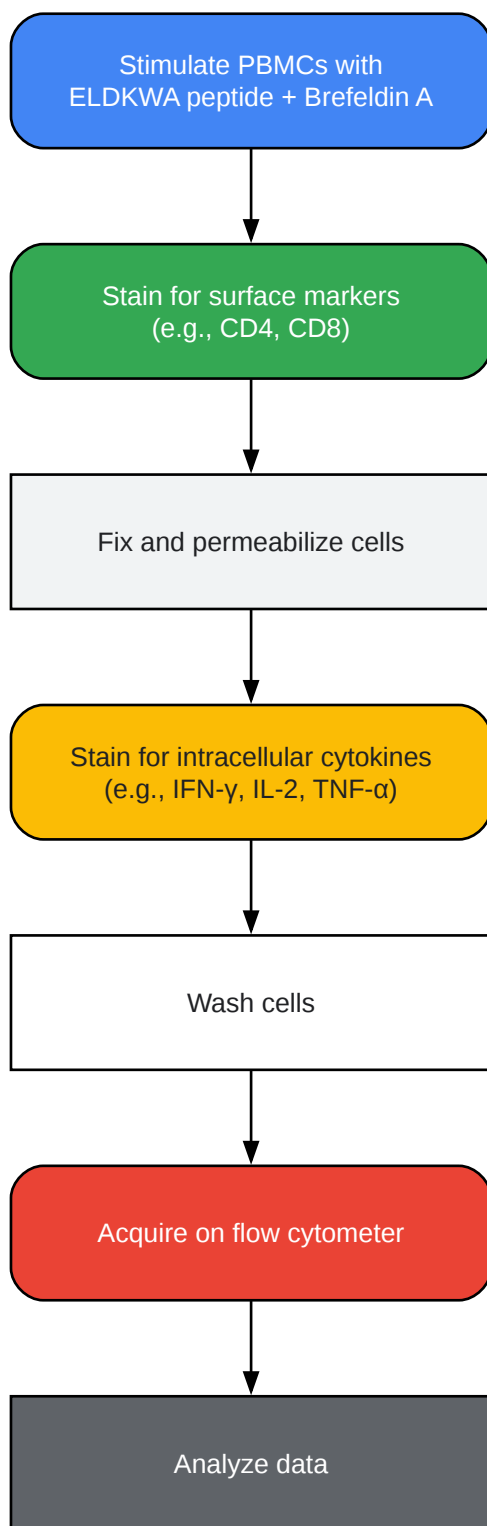 Stimulate PBMCs with
ELDKWA peptide + Brefeldin A
Stain for surface markers
(e.g., CD4, CD8)
Fix and permeabilize cells
Stain for intracellular cytokines
(e.g., IFN-γ, IL-2, TNF-α)
Wash cells
Acquire on flow cytometer
Analyze data